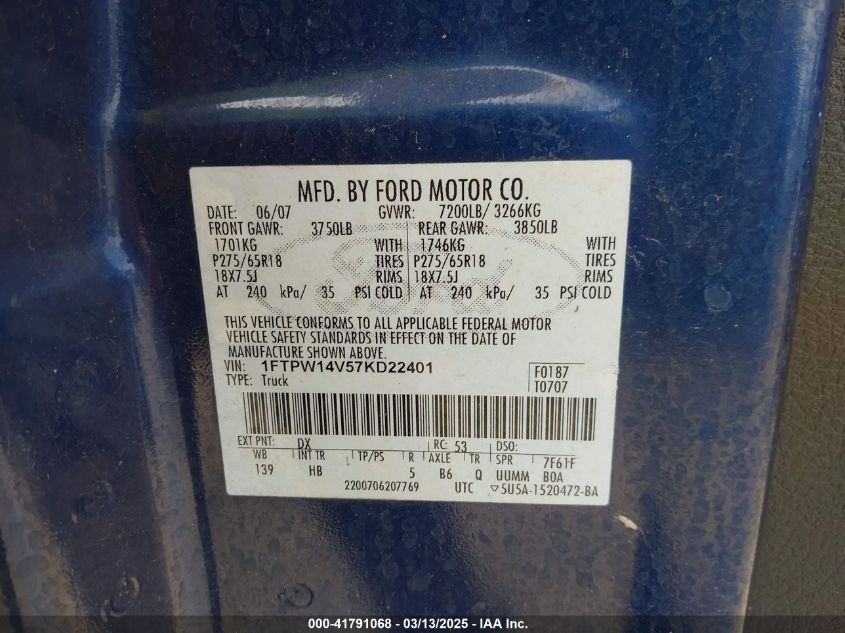 MFD. BY FORD MOTOR CO.
DATE: 06/07 GVWR: 7200LB/ 3266KG
FRONT GAWR: 3750LB REAR GAWR: 3850LB
1701KG WITH 1746KG WITH
P275/65R18 TIRES P275/65R18 TIRES
18X7.5J RIMS 18X7.5J RIMS
AT 240 kPa/ 35 PSI COLD AT 240 kPa/ 35 PSI COLD
THIS VEHICLE CONFORMS TO ALL APPLICABLE FEDERAL MOTOR
VEHICLE SAFETY STANDARDS IN EFFECT ON THE DATE OF
MANUFACTURE SHOWN ABOVE.
VIN: 1FTPW14V57KD22401 F0187
TYPE: Truck T0707
EXT PNT: DX RC: 53 DSO:
WB INT TR TP/PS R AXLE TR SPR 7F61F
139 HB 5 B6 Q UUMM BOA
2200706207769 UTC ▽5U5A-1520472-BA
Ford
000-41791068 - 03/13/2025 - IAAI - Copart, Inc.